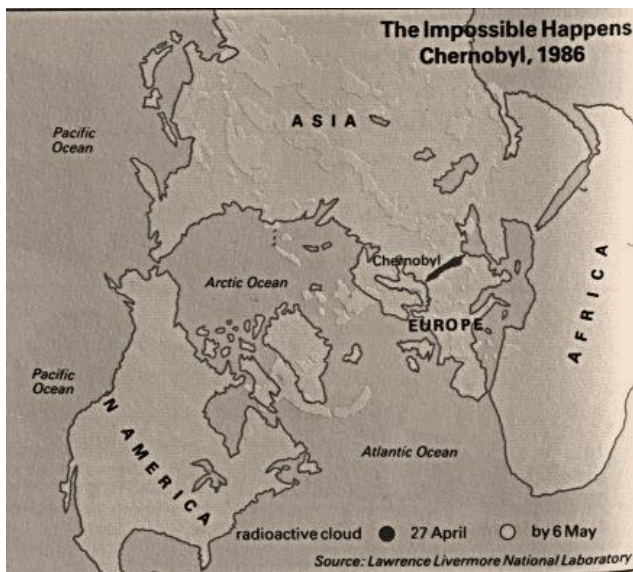 The Impossible Happens
Chernobyl, 1986
ASIA
Pacific
Ocean
Chernobyl
Arctic Ocean
EUROPE
AFRICA
Pacific
Ocean
N AMERICA
Atlantic Ocean
radioactive cloud 27 April by 6 May
Source: Lawrence Livermore National Laboratory